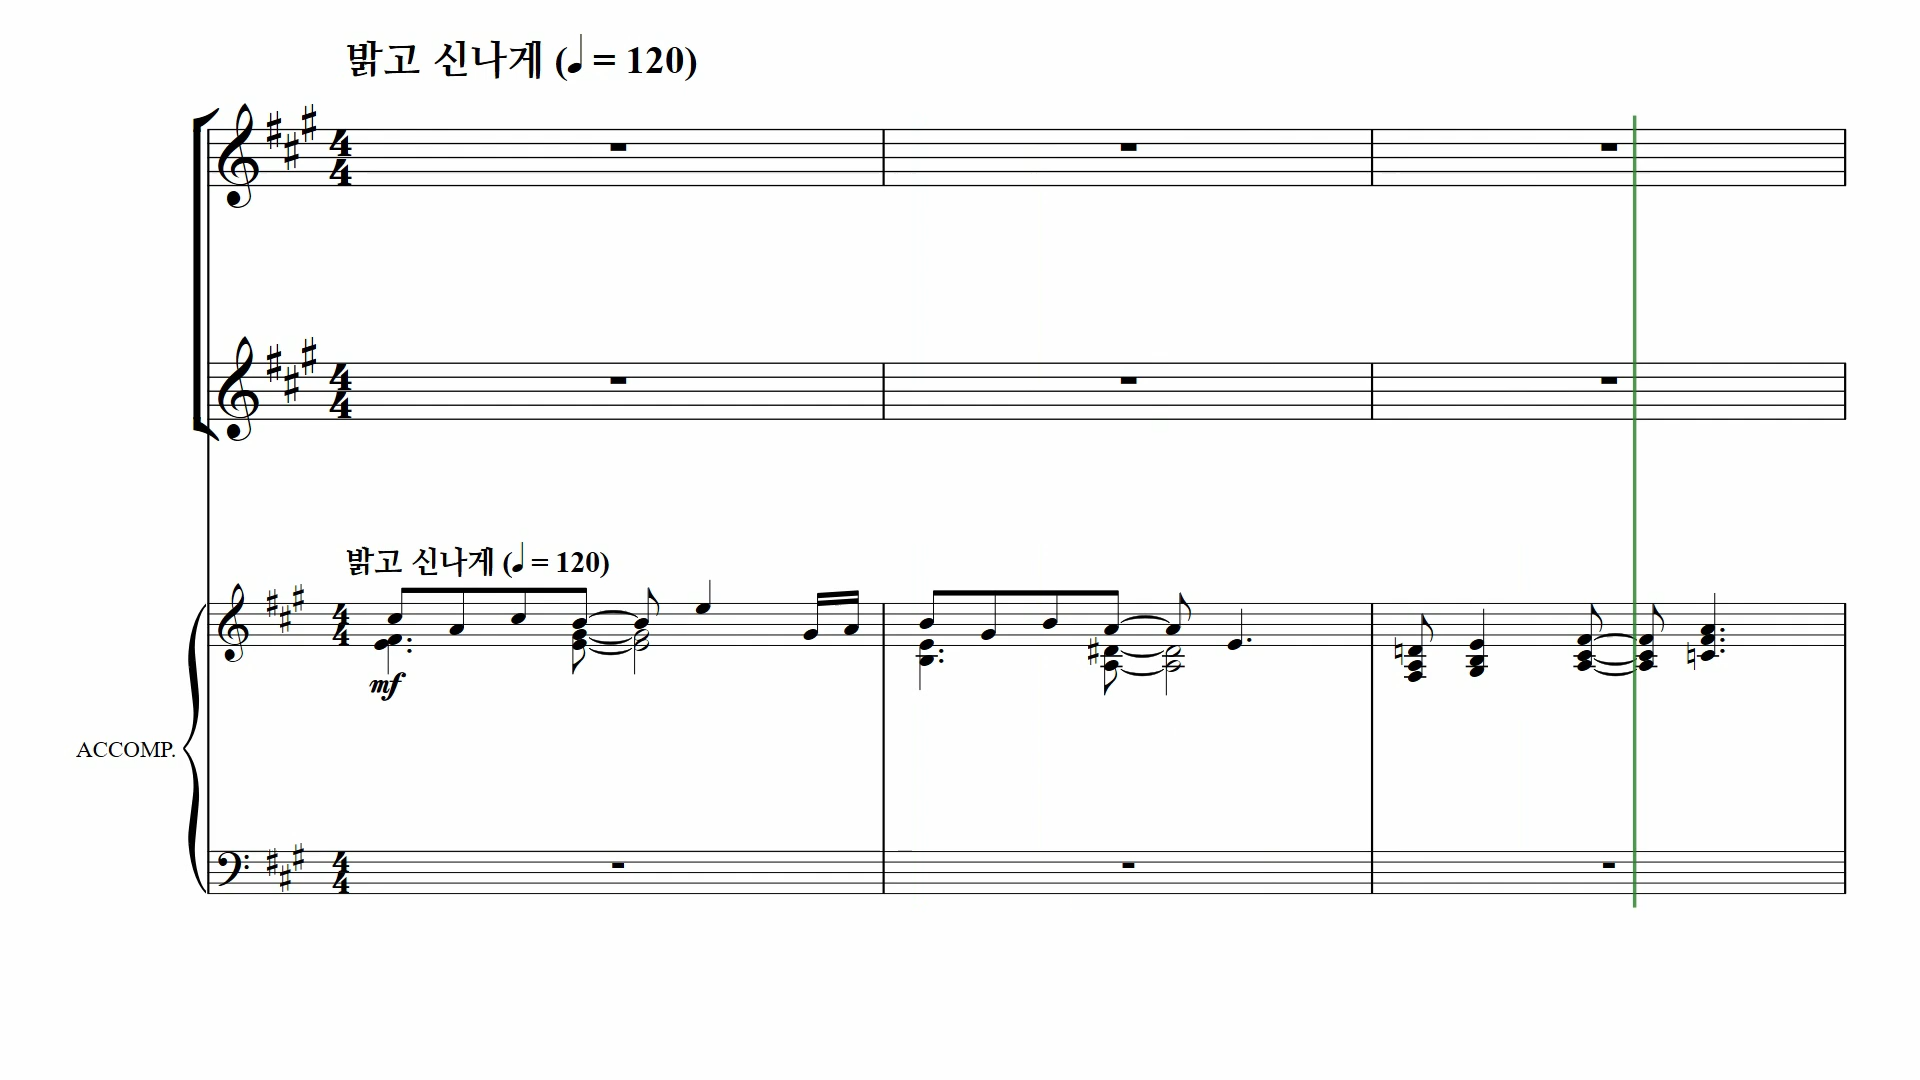 밝고 신나게 (♩ = 120)
밝고 신나게 (♩ = 120)
mf
ACCOMP.